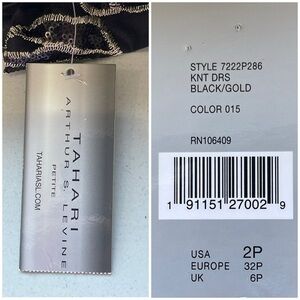 TAHARI
ARTHUR S. LEVINE
PETITE
TAHARIASL.COM
STYLE 7222P286
KNT DRS
BLACK/GOLD
COLOR 015
RN106409
1 91151 27002 9
USA 2P
EUROPE 32P
UK 6P